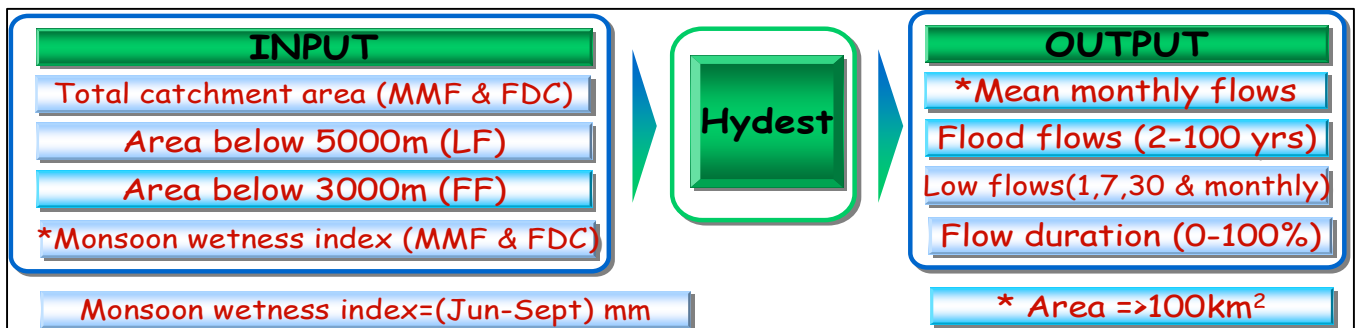 INPUT
Total catchment area (MMF & FDC)
Area below 5000m (LF)
Area below 3000m (FF)
*Monsoon wetness index (MMF & FDC)
Monsoon wetness index=(Jun-Sept) mm
Hydest
OUTPUT
*Mean monthly flows
Flood flows (2-100 yrs)
Low flows(1,7,30 & monthly)
Flow duration (0-100%)
* Area =>100km²